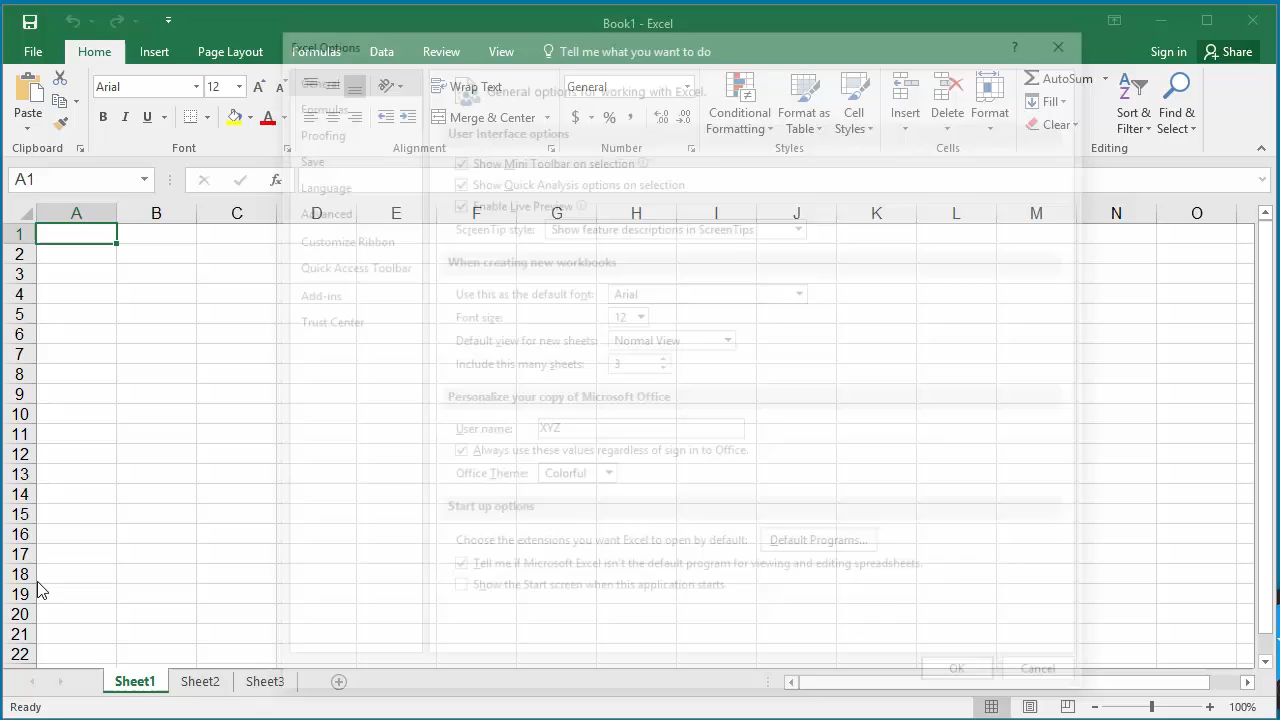 Book1 - Excel
File Home Insert Page Layout Formulas Data Review View Tell me what you want to do Sign in Share
Excel Options ?
Paste
Arial 12
B I U
Wrap Text
Merge & Center
General
$ % ,
Conditional Formatting
Format as Table
Cell Styles
Insert
Delete
Format
AutoSum
Fill
Clear
Sort & Filter
Find & Select
Clipboard Font Alignment Number Styles Cells Editing
A1 fx
A B C D E F G H I J K L M N O
1
2
3
4
5
6
7
8
9
10
11
12
13
14
15
16
17
18
19
20
21
22
Formulas
Proofing
Save
Language
Advanced
Customize Ribbon
Quick Access Toolbar
Add-ins
Trust Center
General options for working with Excel.
User Interface options
Show Mini Toolbar on selection
Show Quick Analysis options on selection
Enable Live Preview
ScreenTip style: Show feature descriptions in ScreenTips
When creating new workbooks
Use this as the default font: Arial
Font size: 12
Default view for new sheets: Normal View
Include this many sheets: 3
Personalize your copy of Microsoft Office
User name: XYZ
Always use these values regardless of sign in to Office.
Office Theme: Colorful
Start up options
Choose the extensions you want Excel to open by default: Default Programs...
Tell me if Microsoft Excel isn't the default program for viewing and editing spreadsheets.
Show the Start screen when this application starts
OK Cancel
Sheet1 Sheet2 Sheet3
Ready 100%